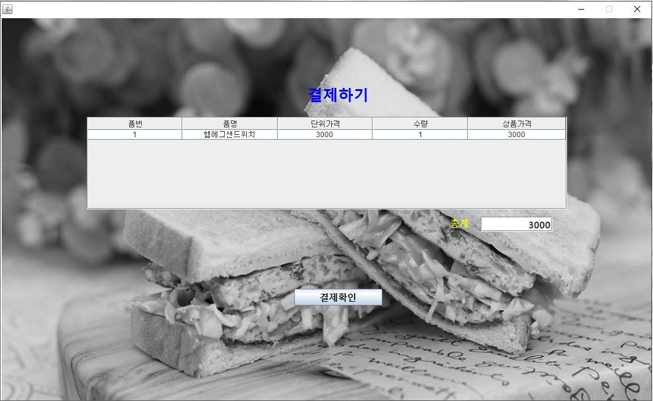 결제하기
품번 품명 단위가격 수량 상품가격
1 햄에그샌드위치 3000 1 3000
총계 3000
결제확인